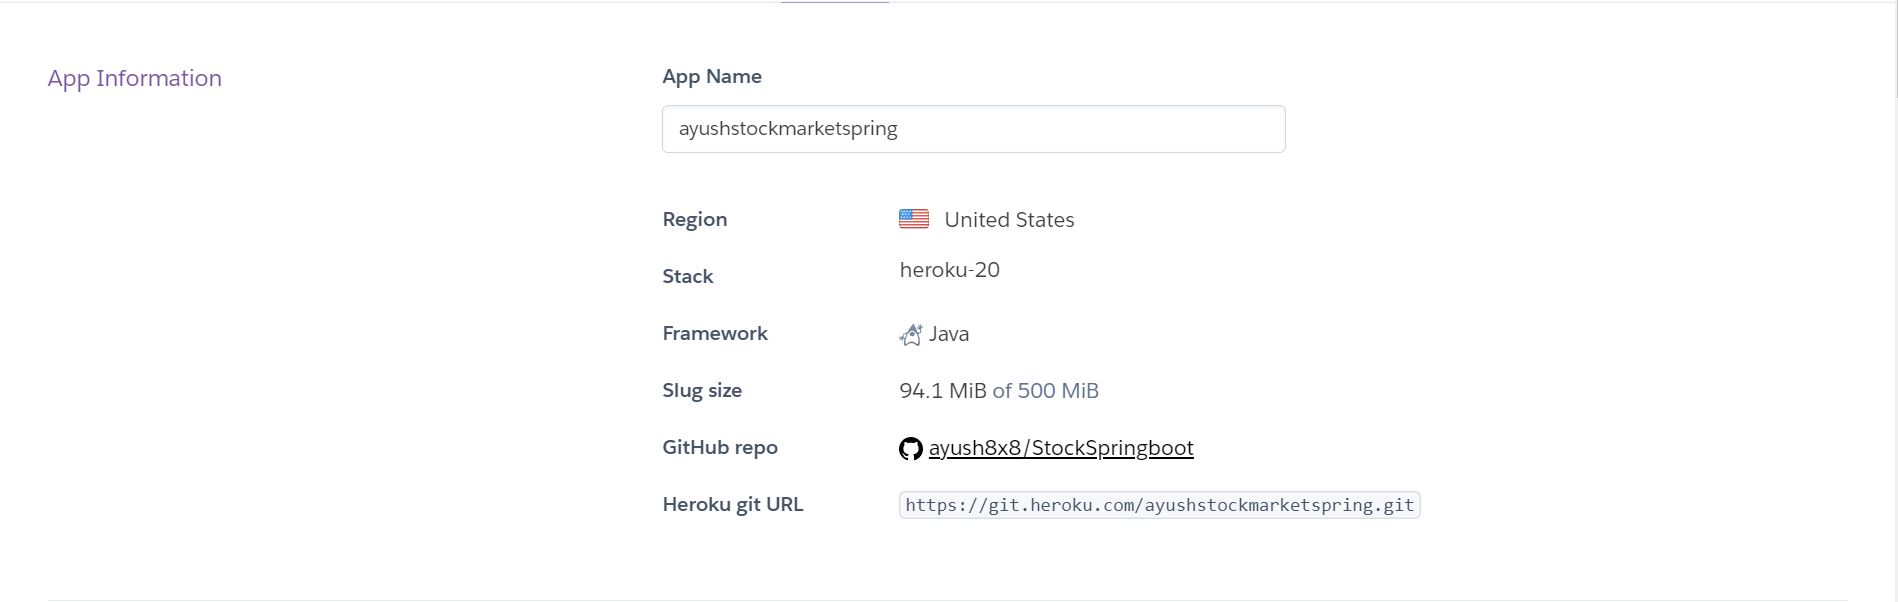 App Information
App Name
ayushstockmarketspring
Region United States
Stack heroku-20
Framework Java
Slug size 94.1 MiB of 500 MiB
GitHub repo ayush8x8/StockSpringboot
Heroku git URL https://git.heroku.com/ayushstockmarketspring.git